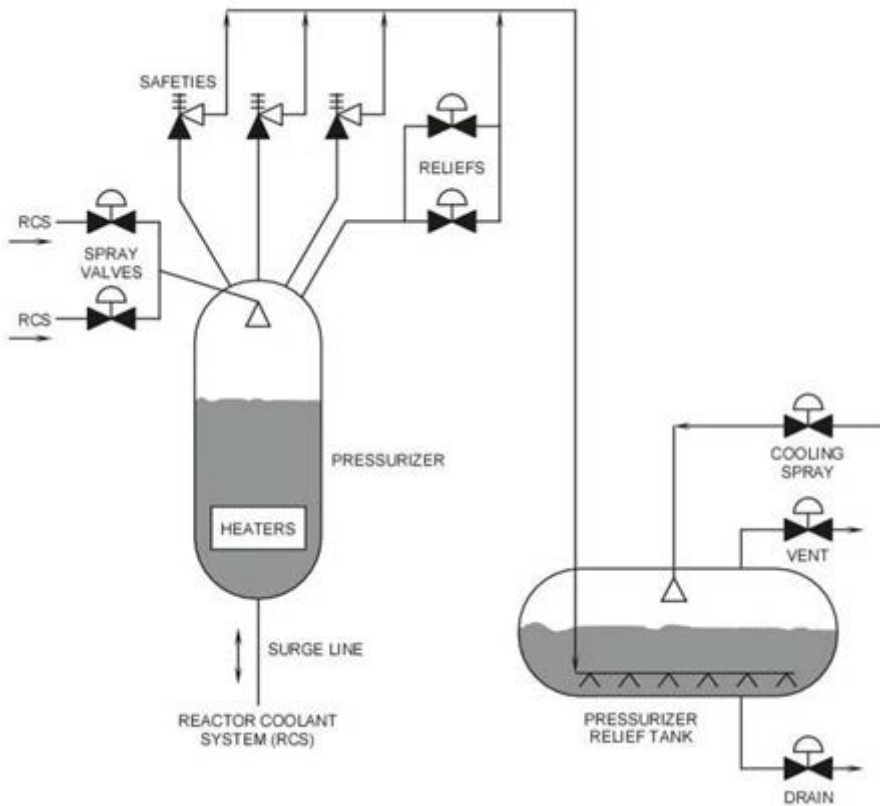 SAFETIES
RELIEFS
RCS
SPRAY
VALVES
RCS
PRESSURIZER
HEATERS
COOLING
SPRAY
VENT
SURGE LINE
REACTOR COOLANT
SYSTEM (RCS)
PRESSURIZER
RELIEF TANK
DRAIN